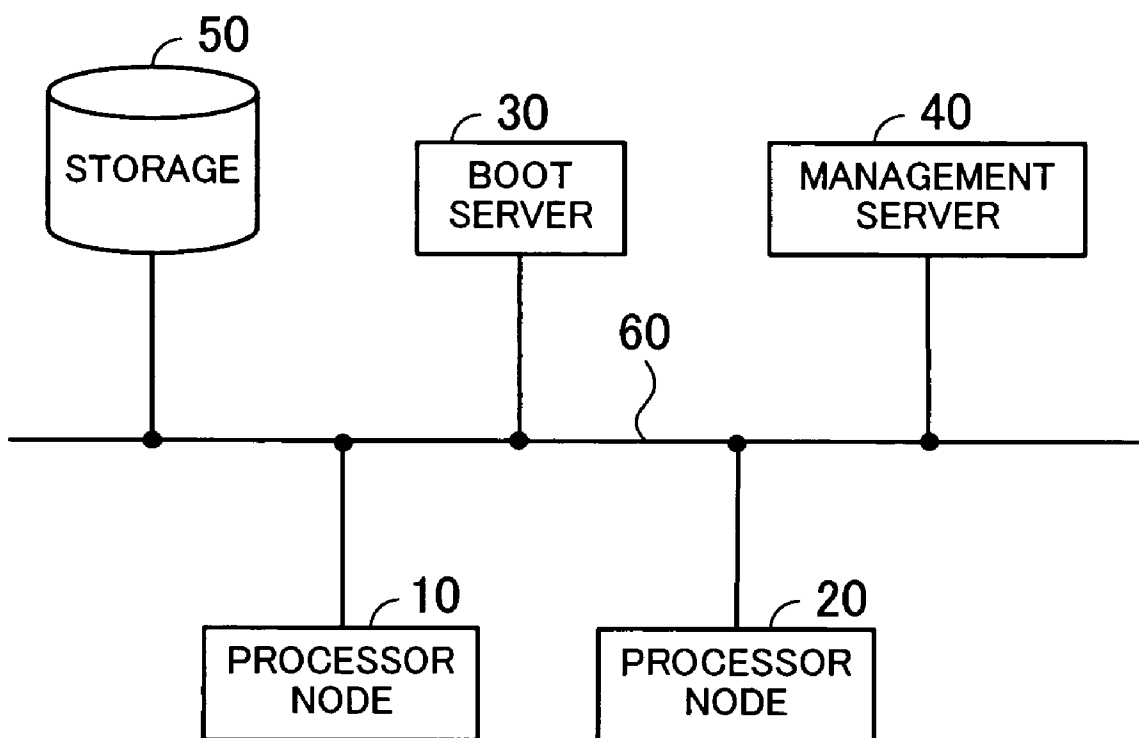 50
STORAGE
30
BOOT
SERVER
40
MANAGEMENT
SERVER
60
10
PROCESSOR
NODE
20
PROCESSOR
NODE